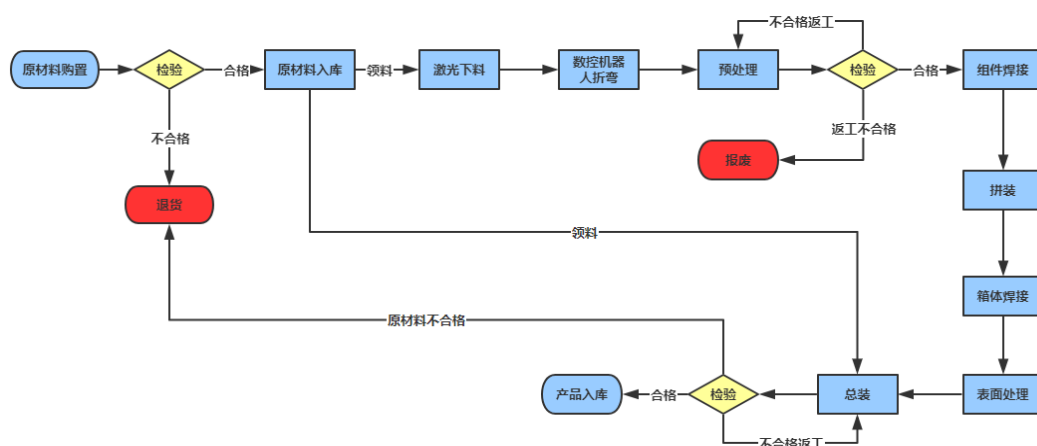 不合格返工
原材料购置
检验
合格
原材料入库
领料
激光下料
数控机器
人折弯
预处理
检验
合格
组件焊接
不合格
返工不合格
报废
退货
拼装
领料
箱体焊接
原材料不合格
产品入库
合格
检验
总装
表面处理
不合格返工